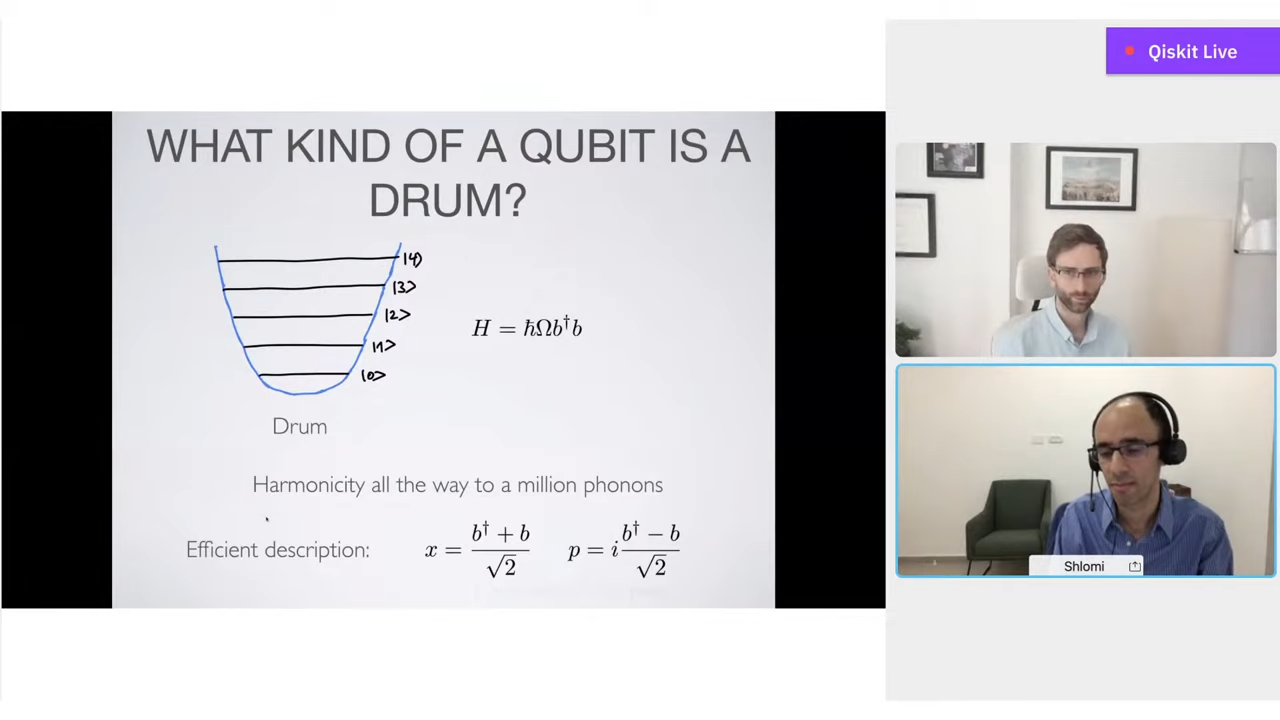 Qiskit Live
WHAT KIND OF A QUBIT IS A
DRUM?
|4⟩
|3>
|2>
|1>
|0>
H = ħΩb†b
Drum
Harmonicity all the way to a million phonons
Efficient description: x = (b† + b)/√2 p = i(b† − b)/√2
Shlomi